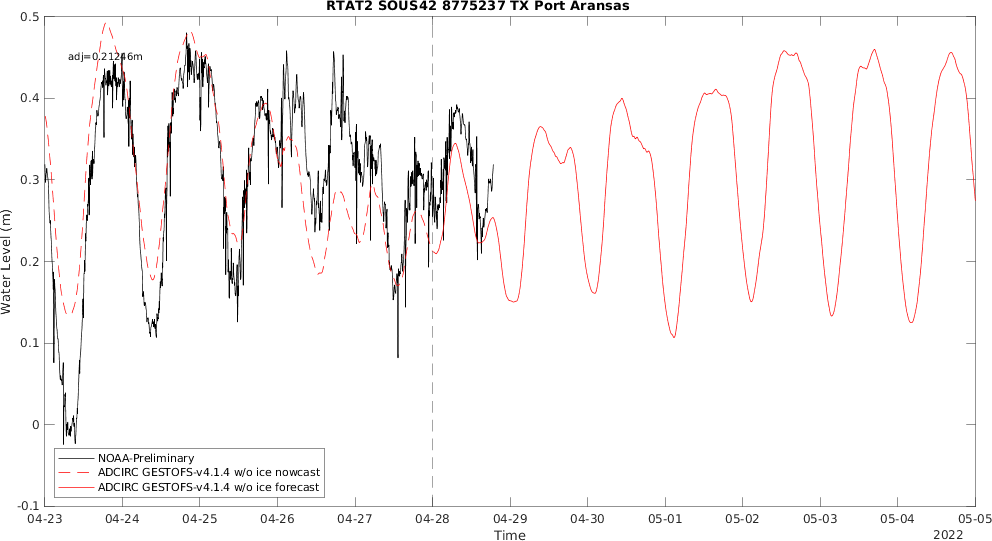 RTAT2 SOUS42 8775237 TX Port Aransas
adj=0.21246m
0.5
0.4
0.3
0.2
0.1
0
-0.1
Water Level (m)
NOAA-Preliminary
ADCIRC GESTOFS-v4.1.4 w/o ice nowcast
ADCIRC GESTOFS-v4.1.4 w/o ice forecast
04-23 04-24 04-25 04-26 04-27 04-28 04-29 04-30 05-01 05-02 05-03 05-04 05-05
Time
2022